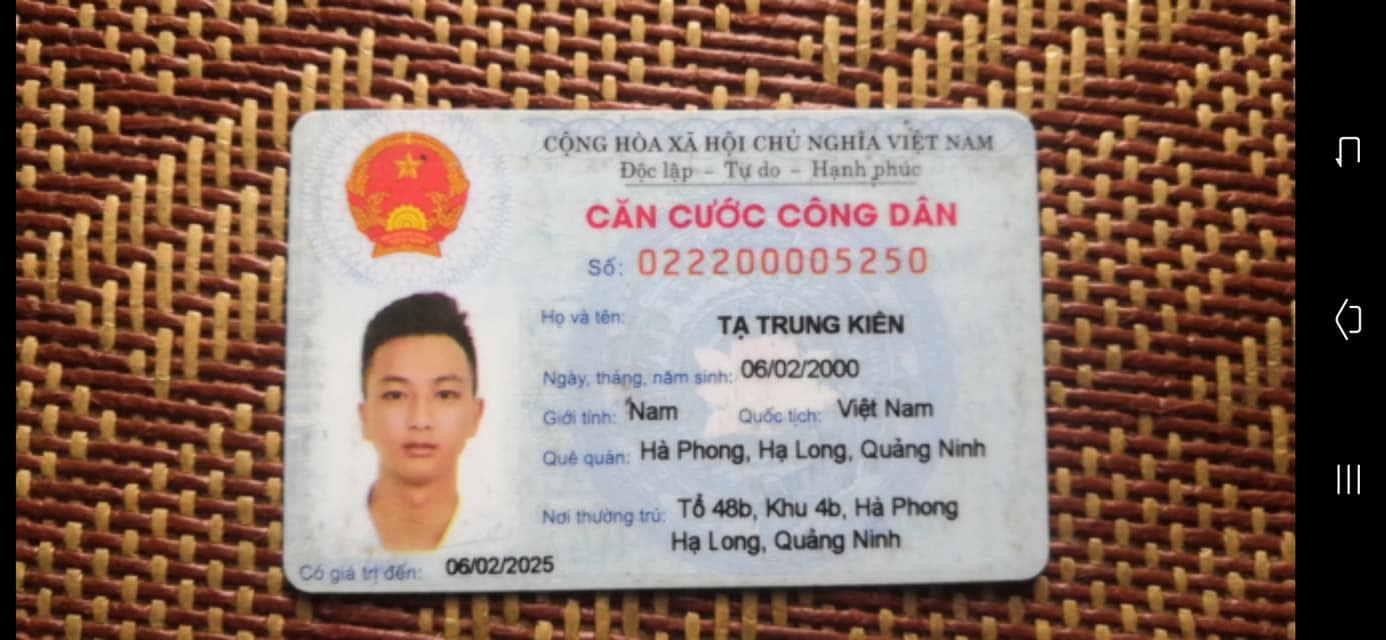 CỘNG HÒA XÃ HỘI CHỦ NGHĨA VIỆT NAM
Độc lập - Tự do - Hạnh phúc
CĂN CƯỚC CÔNG DÂN
Số: 022200005250
Họ và tên: TẠ TRUNG KIÊN
Ngày, tháng, năm sinh: 06/02/2000
Giới tính: Nam Quốc tịch: Việt Nam
Quê quán: Hà Phong, Hạ Long, Quảng Ninh
Nơi thường trú: Tổ 48b, Khu 4b, Hà Phong
Hạ Long, Quảng Ninh
Có giá trị đến: 06/02/2025